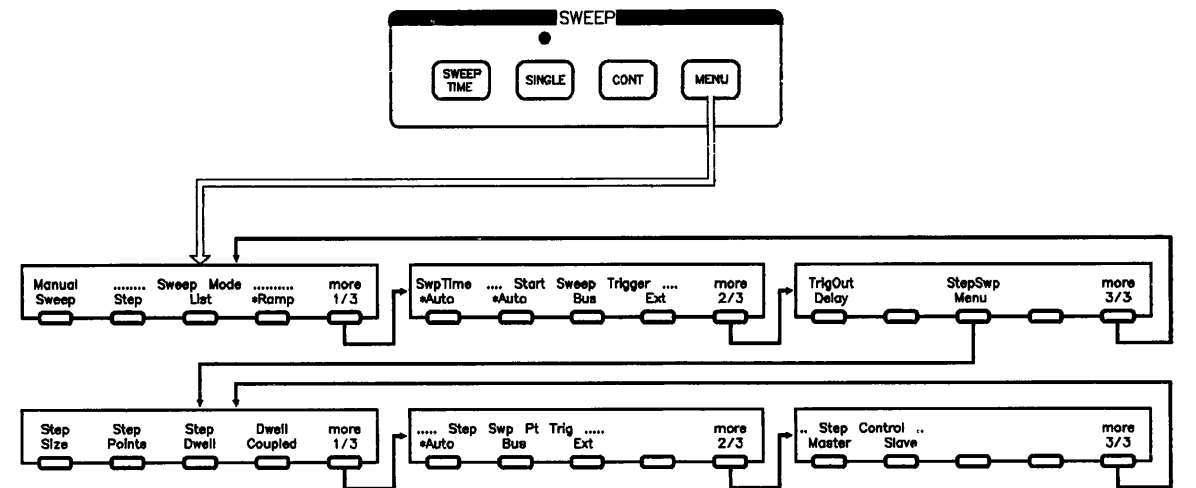 SWEEP
SWEEP
TIME
SINGLE
CONT
MENU
Manual ........ Sweep Mode .......... more
Sweep Step List *Ramp 1/3
SwpTime .... Start Sweep Trigger .... more
*Auto *Auto Bus Ext 2/3
TrigOut StepSwp more
Delay Menu 3/3
Step Step Step Dwell more
Size Points Dwell Coupled 1/3
..... Step Swp Pt Trig ..... more
*Auto Bus Ext 2/3
.. Step Control .. more
Master Slave 3/3